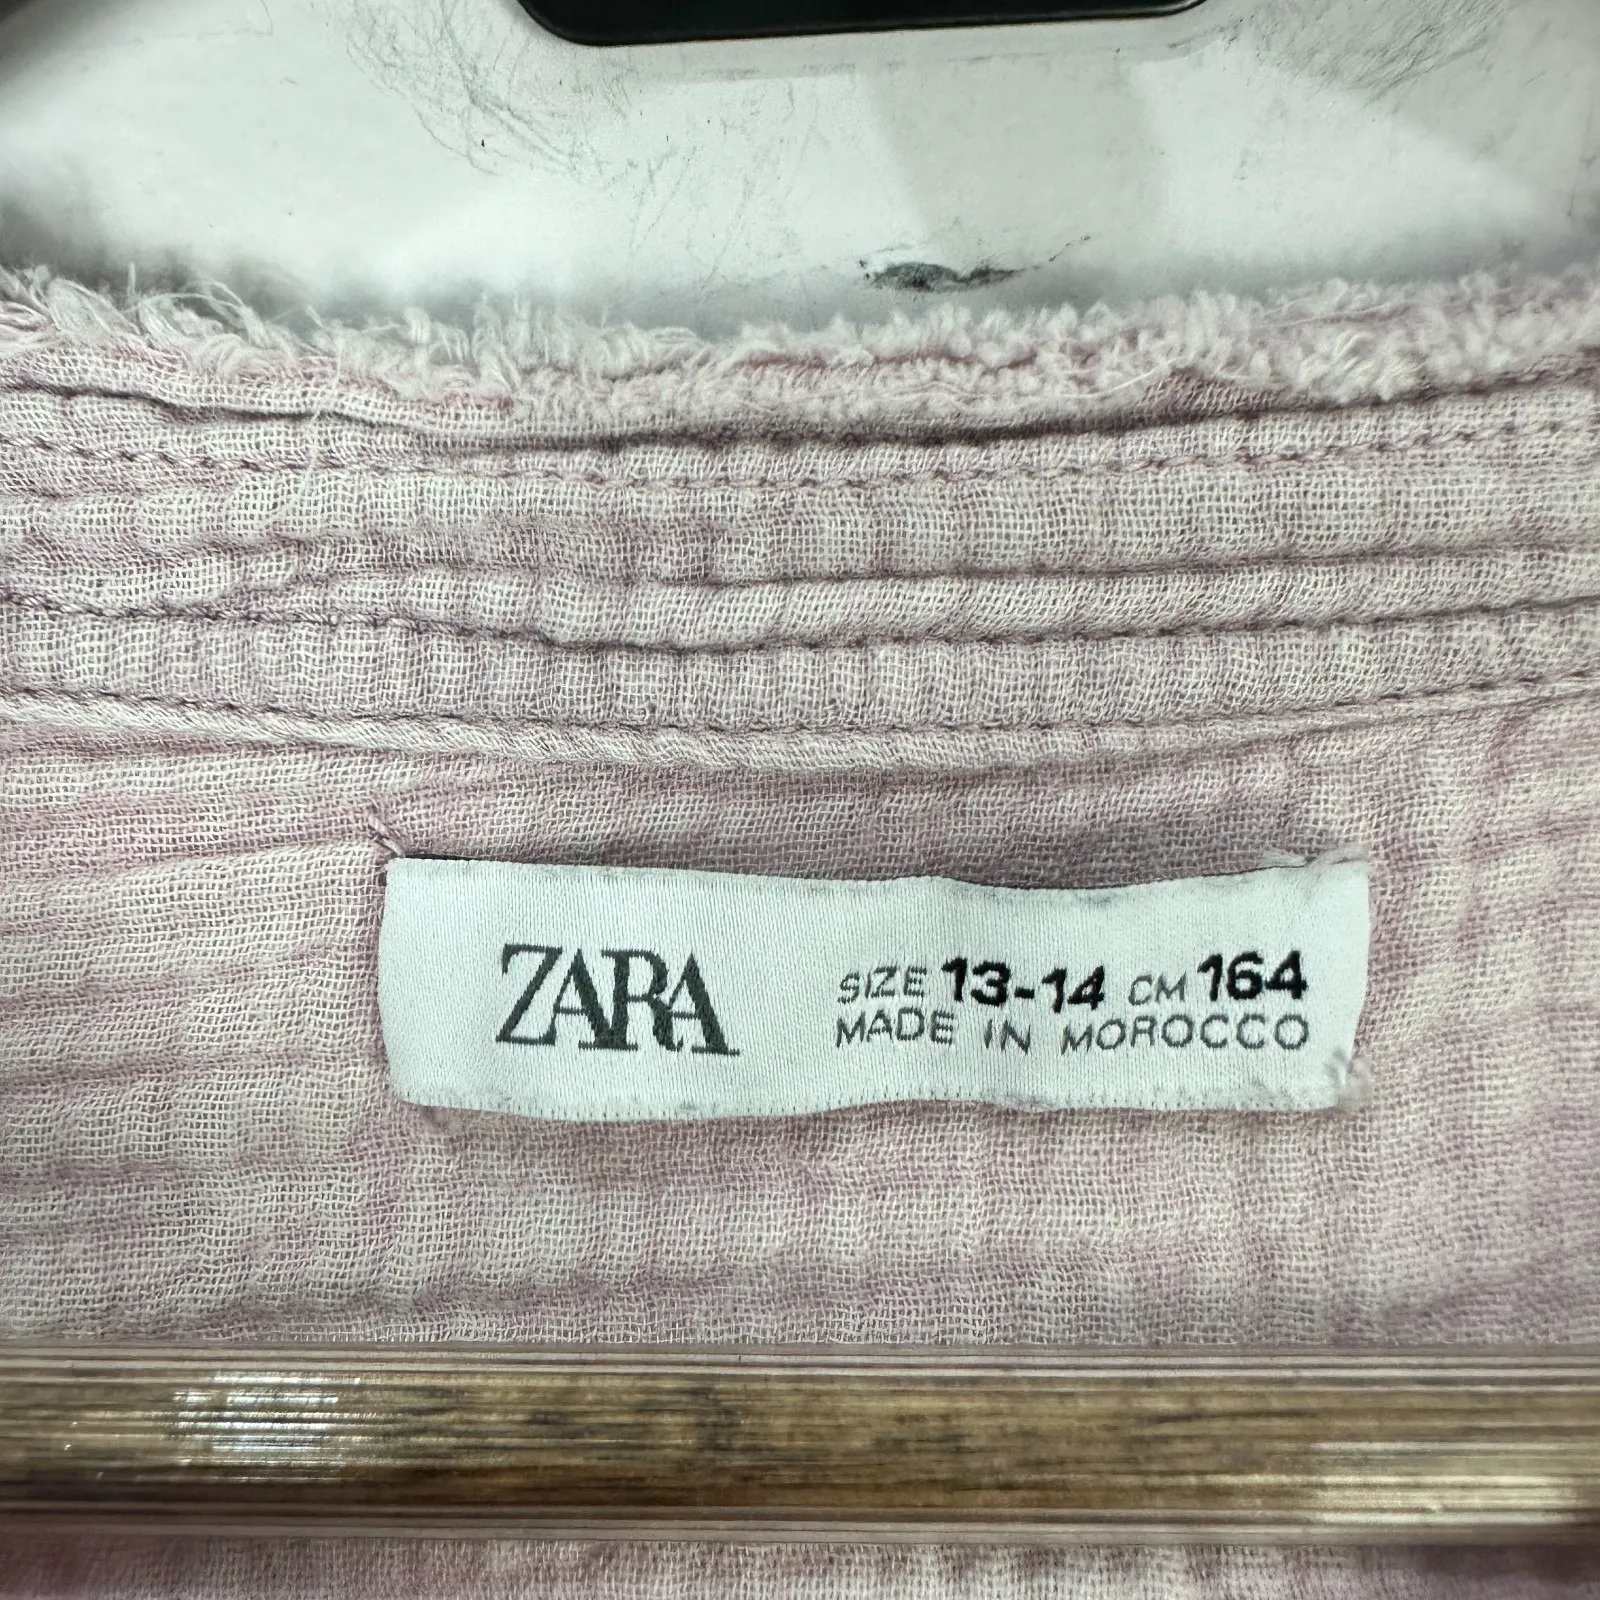 ZARA
SIZE 13-14 CM 164
MADE IN MOROCCO